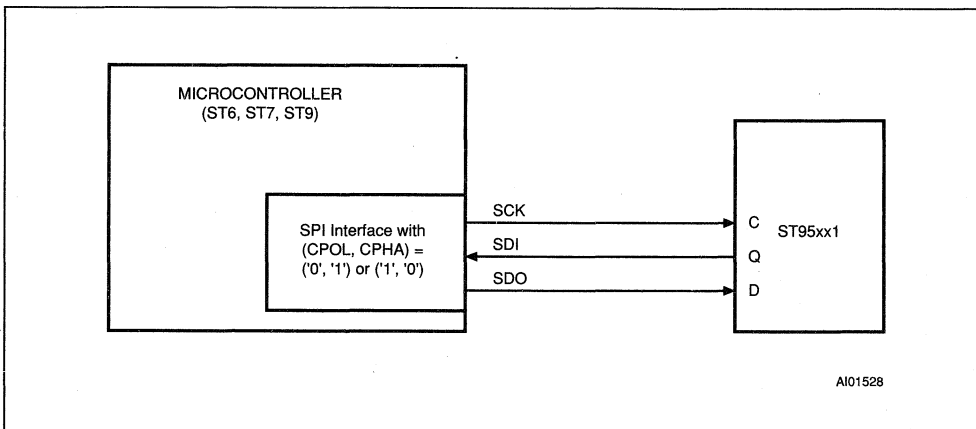 MICROCONTROLLER
(ST6, ST7, ST9)
SPI Interface with
(CPOL, CPHA) =
('0', '1') or ('1', '0')
SCK
SDI
SDO
C
Q
D
ST95xx1
AI01528